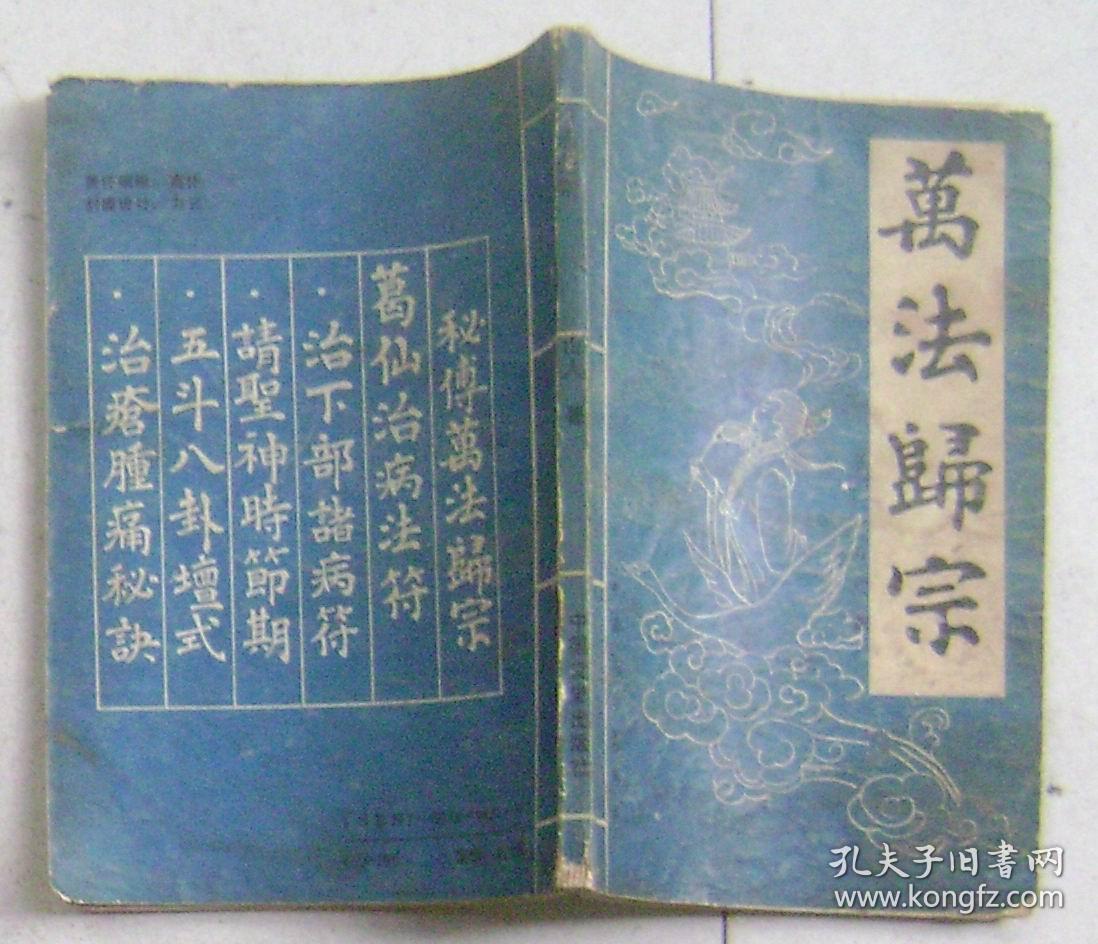 萬法歸宗
秘傳萬法歸宗
葛仙治病法符
·治下部諸病符
·請聖神時節期
·五斗八卦壇式
·治瘡腫痛秘訣
孔夫子旧書网
www.kongfz.com